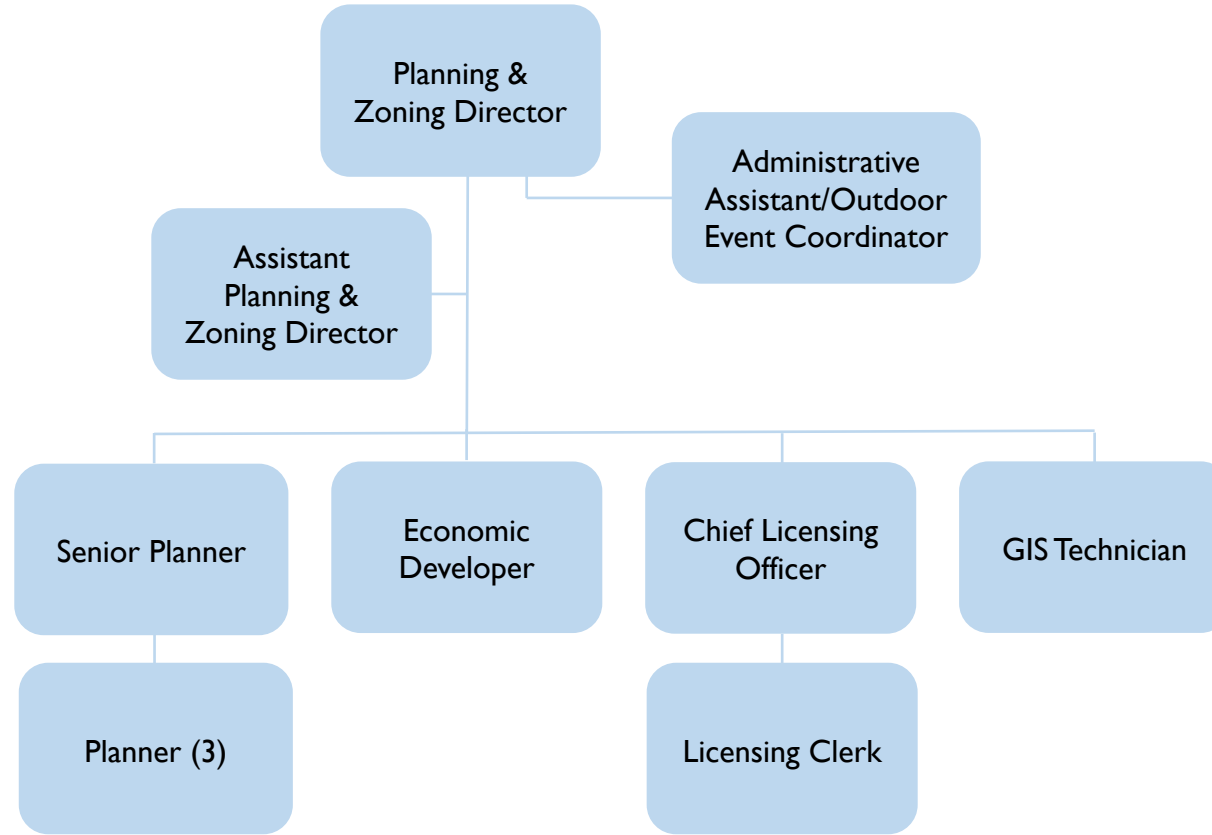 Planning &
Zoning Director
Administrative
Assistant/Outdoor
Event Coordinator
Assistant
Planning &
Zoning Director
Senior Planner
Economic
Developer
Chief Licensing
Officer
GIS Technician
Planner (3)
Licensing Clerk